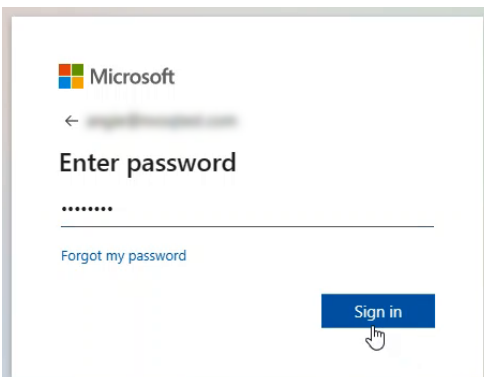 Microsoft
←
Enter password
••••••••
Forgot my password
Sign in